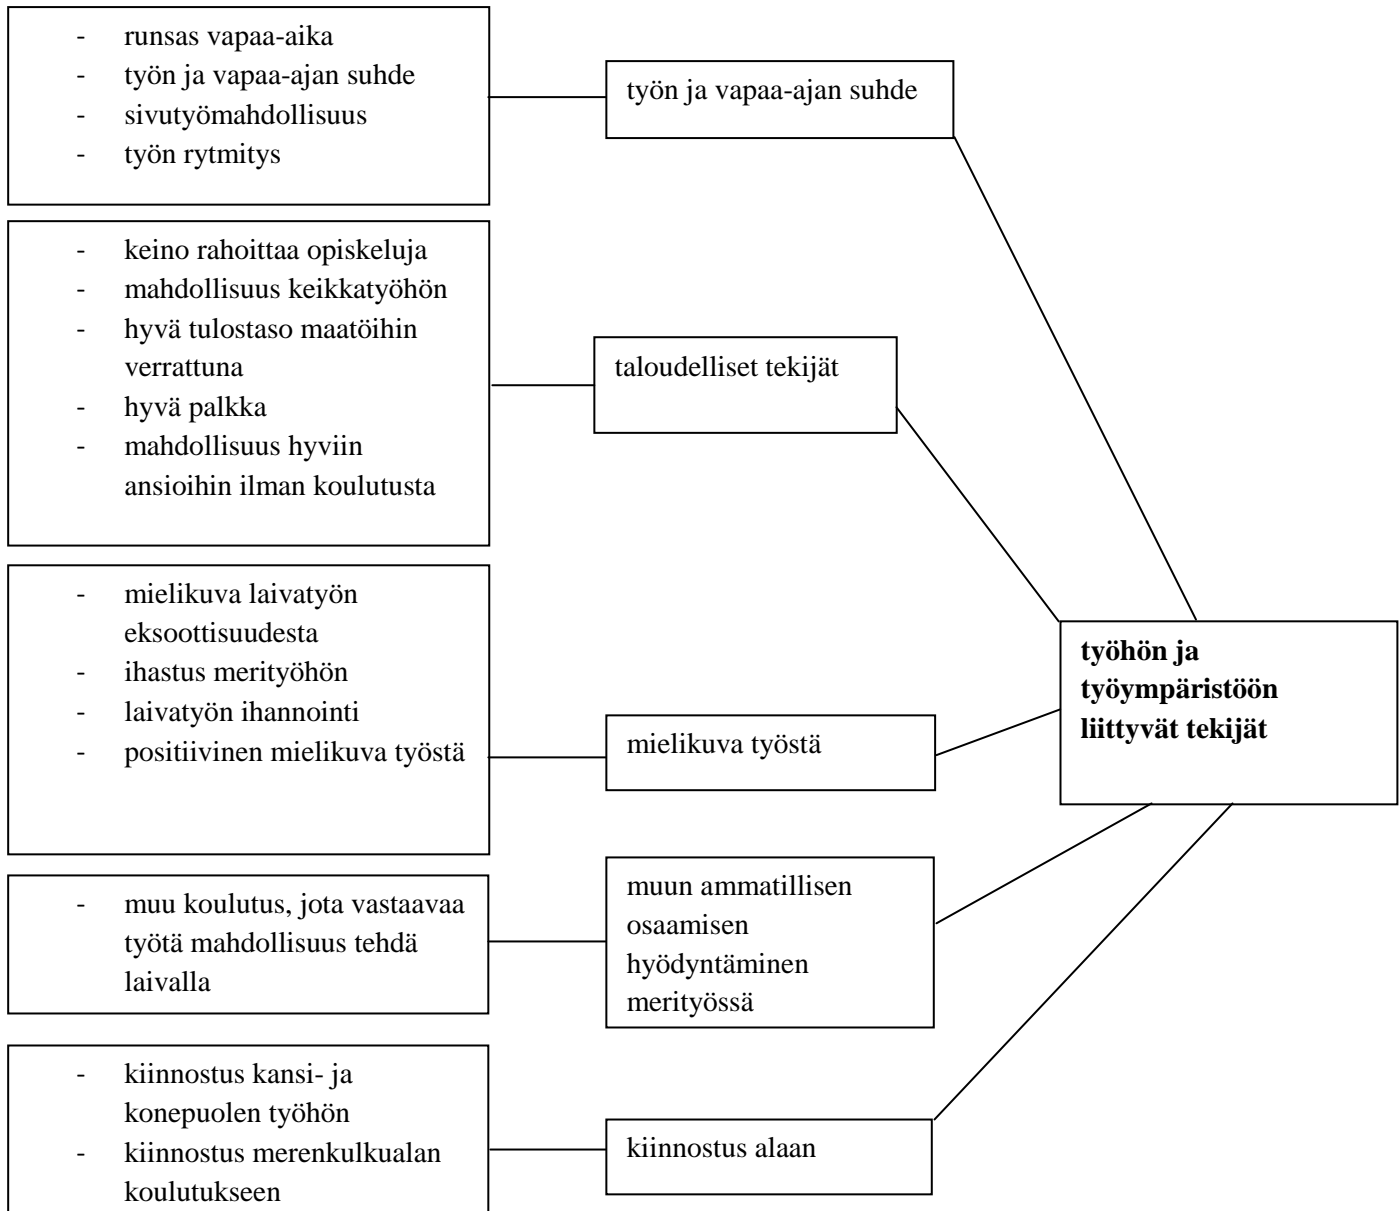 - runsas vapaa-aika
- työn ja vapaa-ajan suhde
- sivutyömahdollisuus
- työn rytmitys
työn ja vapaa-ajan suhde
- keino rahoittaa opiskeluja
- mahdollisuus keikkatyöhön
- hyvä tulostaso maatöihin
verrattuna
- hyvä palkka
- mahdollisuus hyviin
ansioihin ilman koulutusta
taloudelliset tekijät
- mielikuva laivatyön
eksoottisuudesta
- ihastus merityöhön
- laivatyön ihannointi
- positiivinen mielikuva työstä
mielikuva työstä
- muu koulutus, jota vastaavaa
työtä mahdollisuus tehdä
laivalla
muun ammatillisen
osaamisen
hyödyntäminen
merityössä
- kiinnostus kansi- ja
konepuolen työhön
- kiinnostus merenkulkualan
koulutukseen
kiinnostus alaan
työhön ja
työympäristöön
liittyvät tekijät